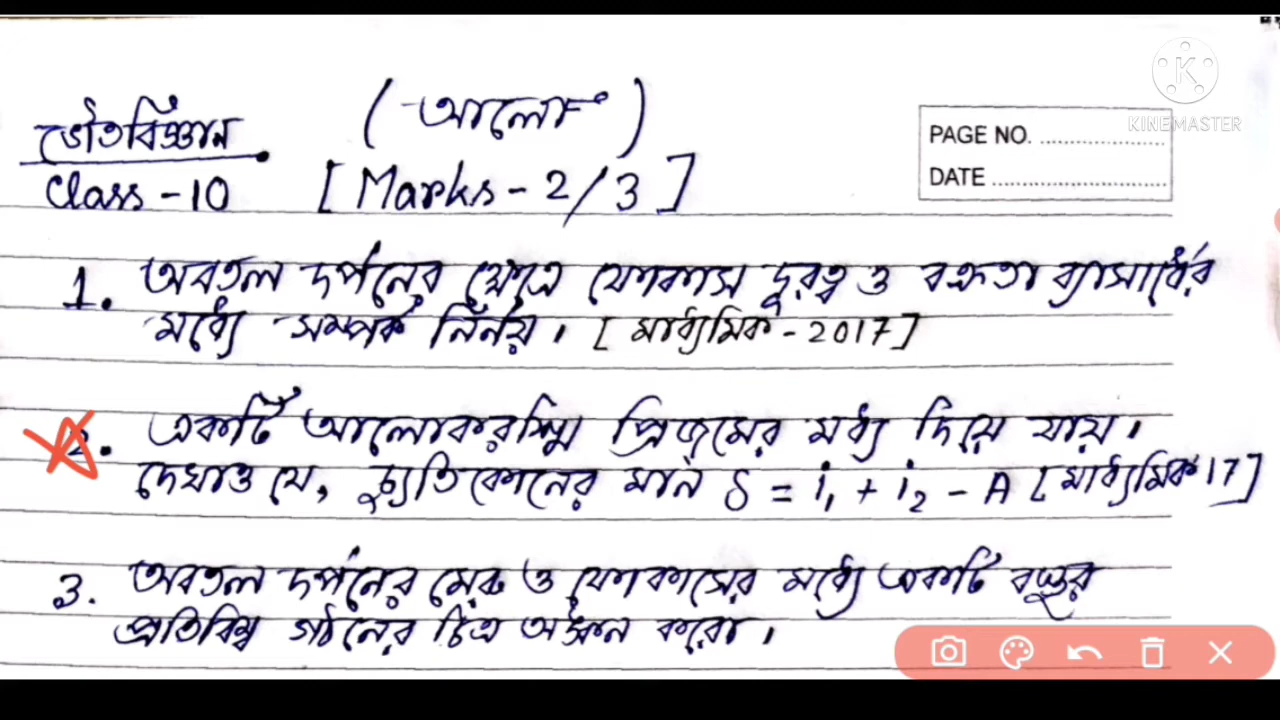 KINEMASTER
ভৌতবিজ্ঞান (আলো)
PAGE NO. ....................
DATE ............................
Class - 10 [Marks - 2/3]
1. অবতল দর্পনের ক্ষেত্রে ফোকাস দূরত্ব ও বক্রতা ব্যাসার্ধের
মধ্যে সম্পর্ক নির্নয়। [মাধ্যমিক - 2017]
2. একটি আলোকরশ্মি প্রিজমের মধ্য দিয়ে যায়।
দেখাও যে, চ্যুতিকোনের মান δ = i₁ + i₂ - A [মাধ্যমিক 17]
3. অবতল দর্পনের মেরু ও ফোকাসের মধ্যে একটি বস্তুর
প্রতিবিম্ব গঠনের চিত্র অঙ্কন করো।